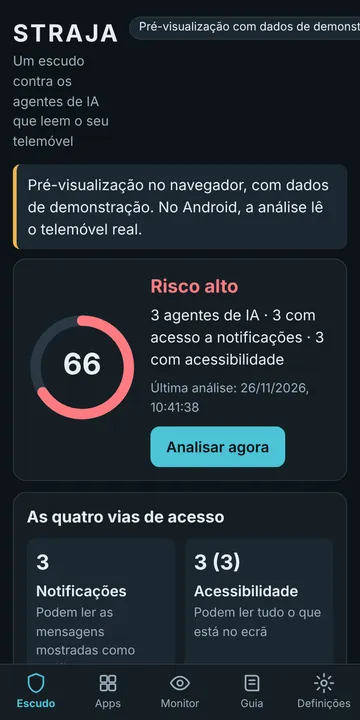 STRAJA
Pré-visualização com dados de demonst
Um escudo
contra os
agentes de IA
que leem o seu
telemóvel
Pré-visualização no navegador, com dados
de demonstração. No Android, a análise lê
o telemóvel real.
66
Risco alto
3 agentes de IA · 3 com
acesso a notificações · 3
com acessibilidade
Última análise: 26/11/2026,
10:41:38
Analisar agora
As quatro vias de acesso
3
Notificações
Podem ler as
mensagens
mostradas como
3 (3)
Acessibilidade
Podem ler tudo o que
está no ecrã
Escudo
Apps
Monitor
Guia
Definições